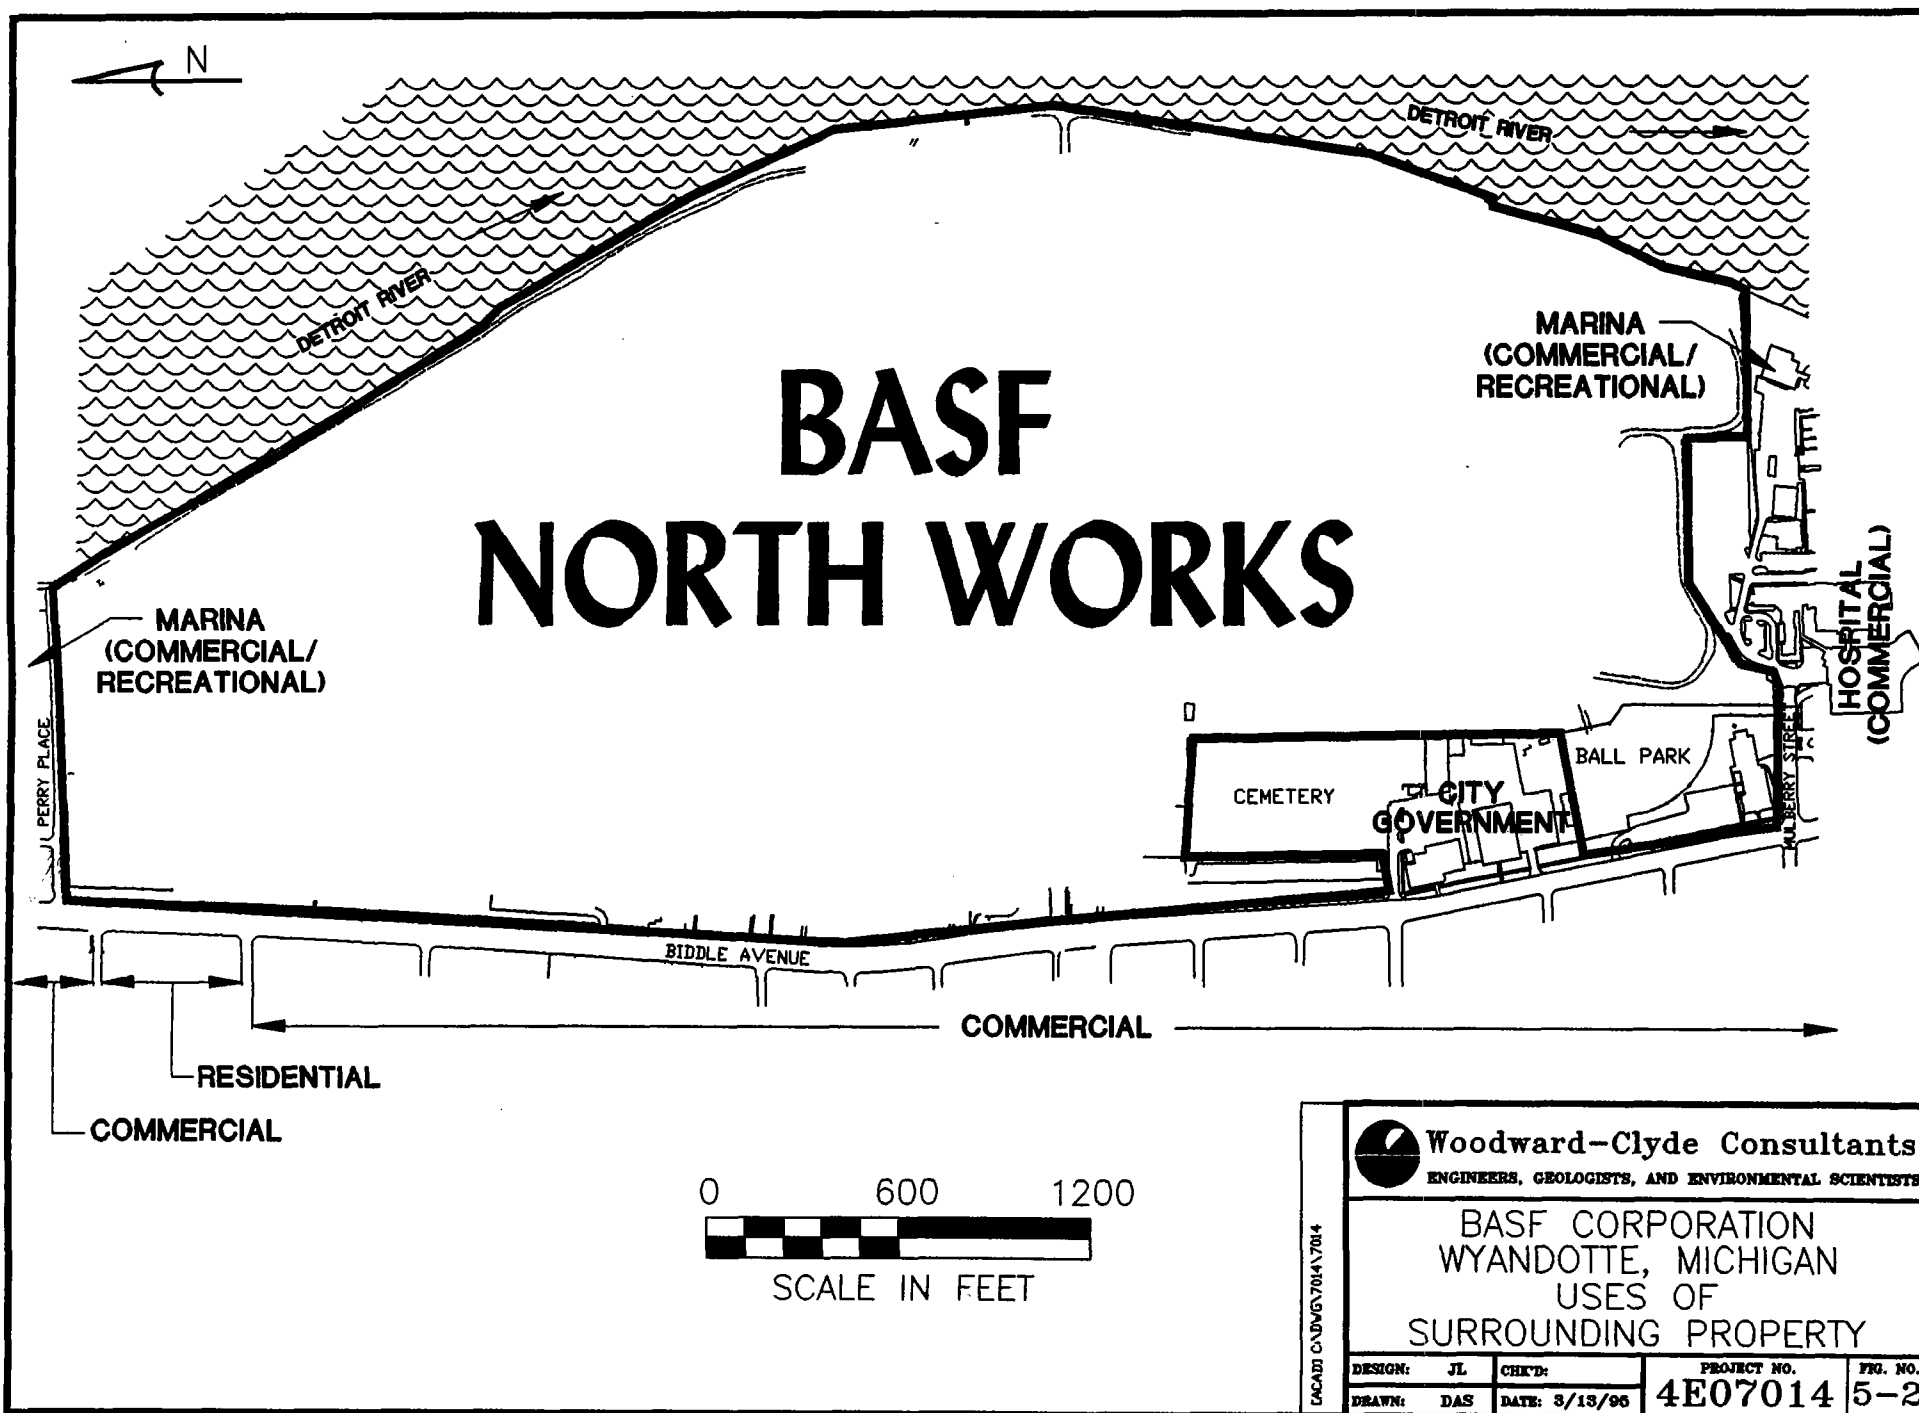 N
DETROIT RIVER
DETROIT RIVER
MARINA
(COMMERCIAL/
RECREATIONAL)
BASF
NORTH WORKS
MARINA
(COMMERCIAL/
RECREATIONAL)
HOSPITAL
(COMMERCIAL)
PERRY PLACE
MULBERRY STREET
BALL PARK
CEMETERY
CITY
GOVERNMENT
BIDDLE AVENUE
COMMERCIAL
RESIDENTIAL
COMMERCIAL
0 600 1200
SCALE IN FEET
Woodward-Clyde Consultants
ENGINEERS, GEOLOGISTS, AND ENVIRONMENTAL SCIENTISTS
BASF CORPORATION
WYANDOTTE, MICHIGAN
USES OF
SURROUNDING PROPERTY
DESIGN: JL CHK'D: PROJECT NO. FIG. NO.
DRAWN: DAS DATE: 3/13/96 4E07014 5-2